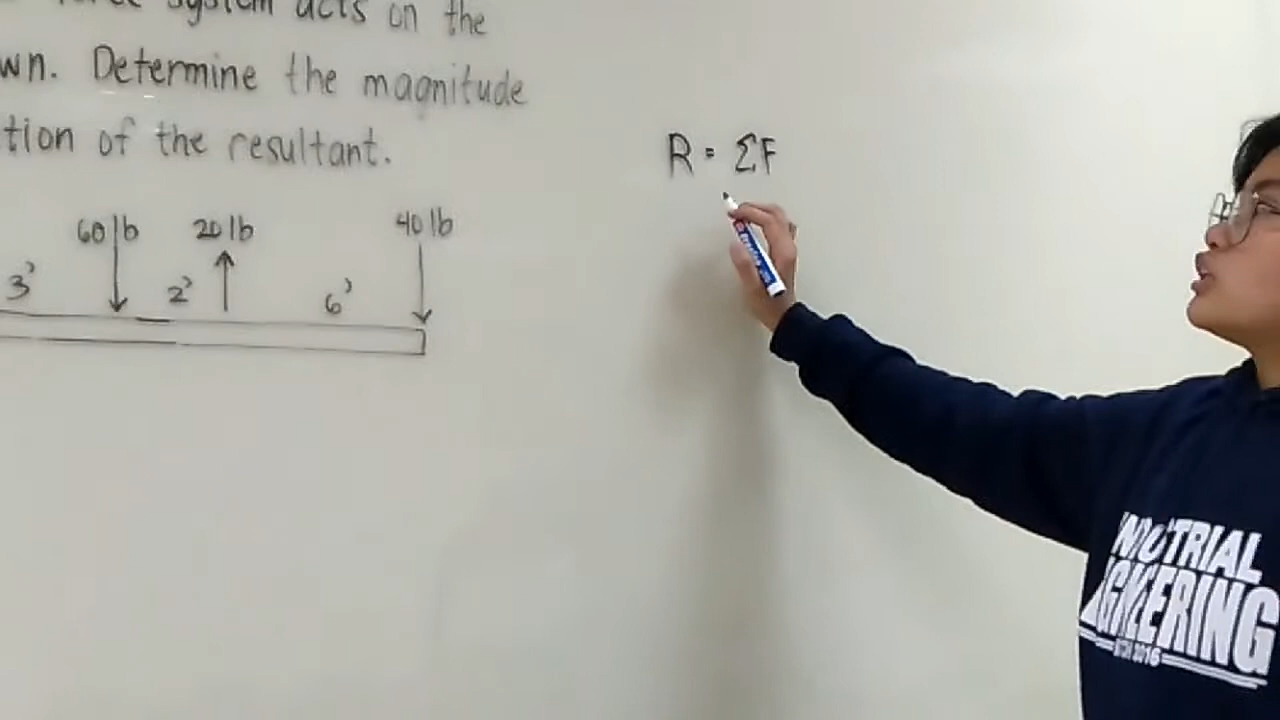 system acts on the
wn. Determine the magnitude
tion of the resultant.
R = ΣF
60 lb 20 lb 40 lb
3' 2' 6'
INDUSTRIAL
ENGINEERING